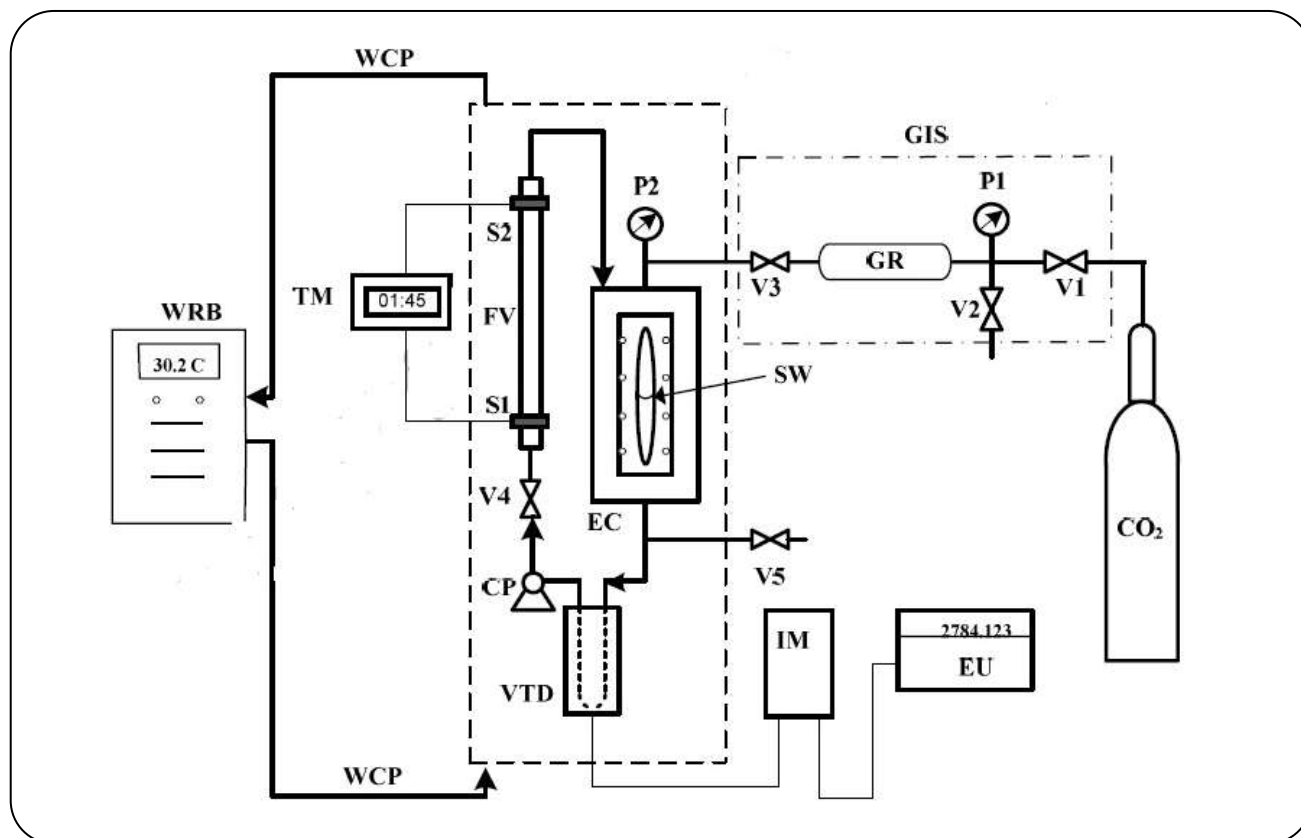 WCP
GIS
P2
P1
S2
GR
V3
V1
TM
01:45
FV
V2
WRB
30.2 C
SW
S1
V4
EC
CO₂
V5
CP
2784.123
IM
EU
VTD
WCP